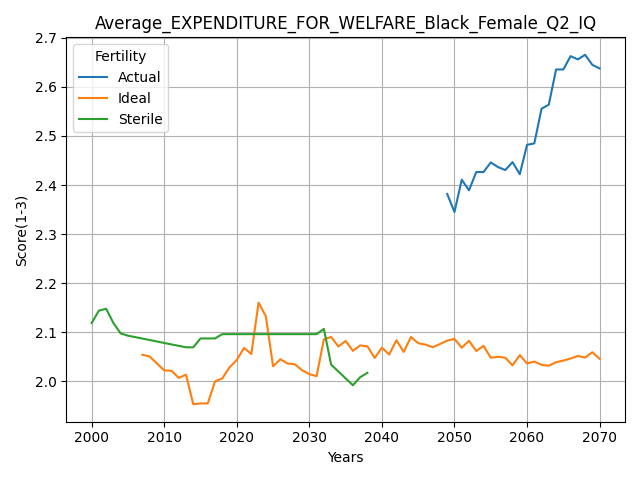 Average_EXPENDITURE_FOR_WELFARE_Black_Female_Q2_IQ
2.7
2.6
2.5
2.4
2.3
2.2
2.1
2.0
Score(1-3)
Fertility
Actual
Ideal
Sterile
2000 2010 2020 2030 2040 2050 2060 2070
Years